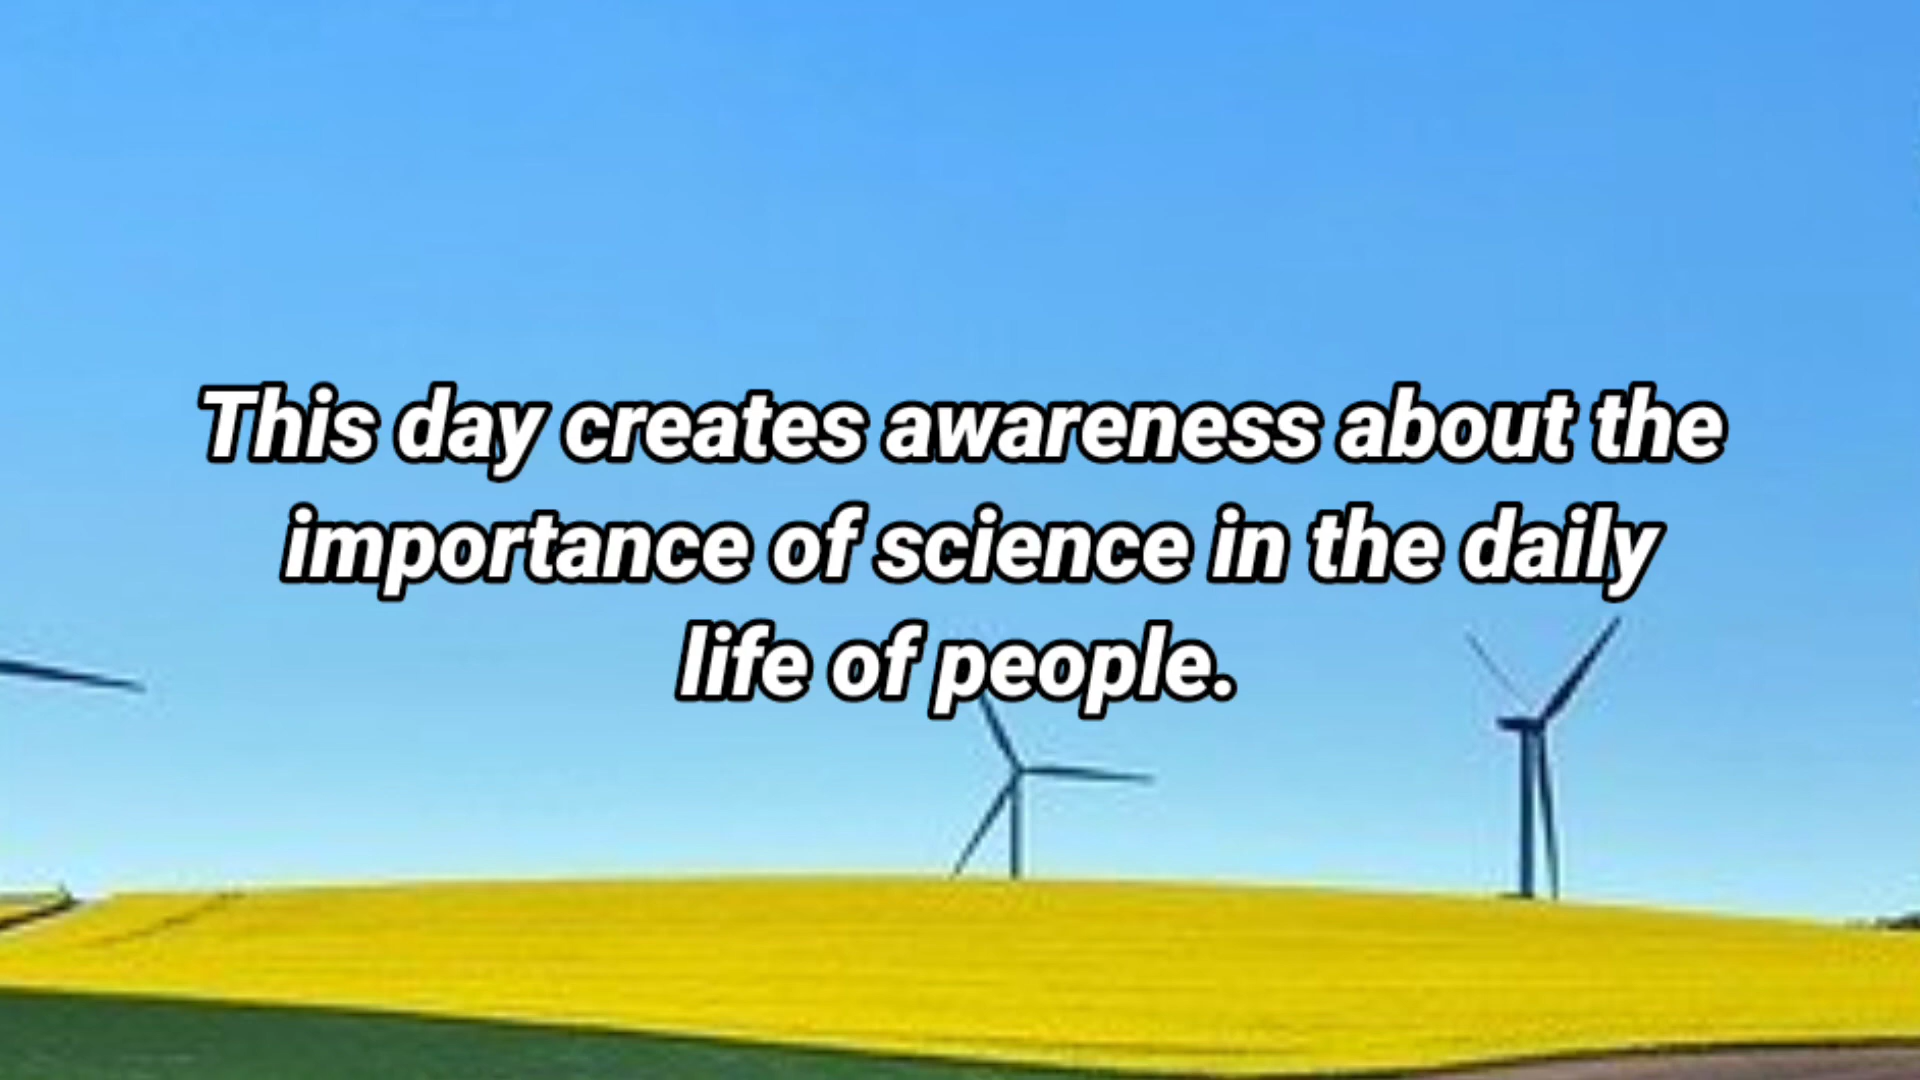 This day creates awareness about the
importance of science in the daily
life of people.